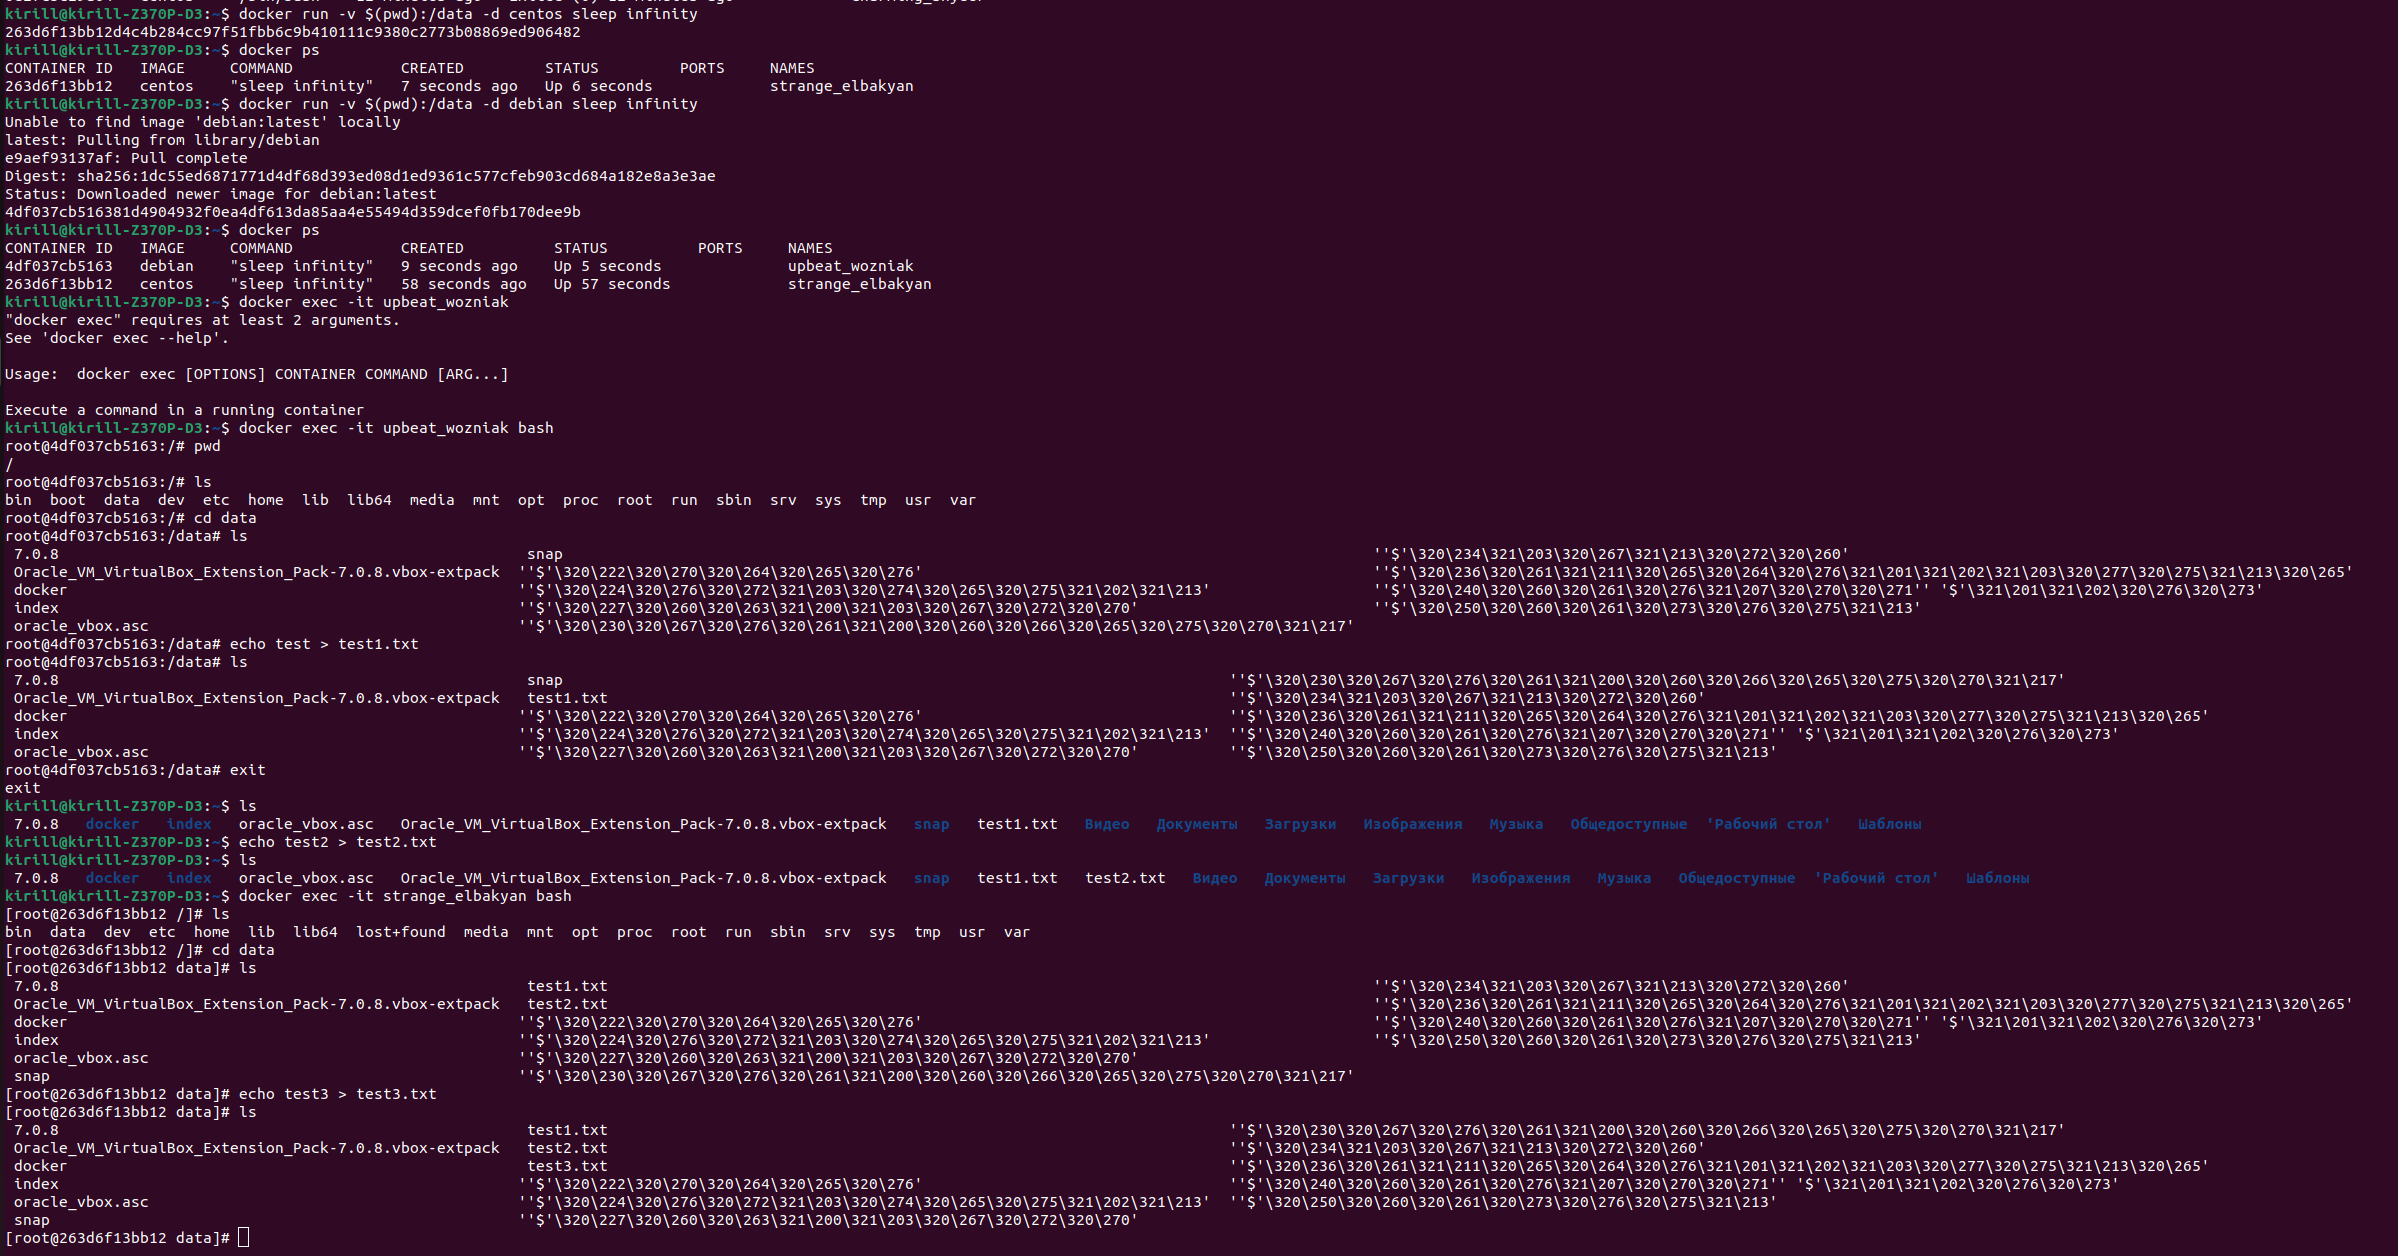 kirill@kirill-Z370P-D3:~$ docker run -v $(pwd):/data -d centos sleep infinity
263d6f13bb12d4c4b284cc97f51fbb6c9b410111c9380c2773b08869ed906482
kirill@kirill-Z370P-D3:~$ docker ps
CONTAINER ID   IMAGE     COMMAND            CREATED         STATUS         PORTS     NAMES
263d6f13bb12   centos    "sleep infinity"   7 seconds ago   Up 6 seconds             strange_elbakyan
kirill@kirill-Z370P-D3:~$ docker run -v $(pwd):/data -d debian sleep infinity
Unable to find image 'debian:latest' locally
latest: Pulling from library/debian
e9aef93137af: Pull complete
Digest: sha256:1dc55ed6871771d4df68d393ed08d1ed9361c577cfeb903cd684a182e8a3e3ae
Status: Downloaded newer image for debian:latest
4df037cb516381d4904932f0ea4df613da85aa4e55494d359dcef0fb170dee9b
kirill@kirill-Z370P-D3:~$ docker ps
CONTAINER ID   IMAGE     COMMAND            CREATED          STATUS          PORTS     NAMES
4df037cb5163   debian    "sleep infinity"   9 seconds ago    Up 5 seconds              upbeat_wozniak
263d6f13bb12   centos    "sleep infinity"   58 seconds ago   Up 57 seconds             strange_elbakyan
kirill@kirill-Z370P-D3:~$ docker exec -it upbeat_wozniak
"docker exec" requires at least 2 arguments.
See 'docker exec --help'.
Usage:  docker exec [OPTIONS] CONTAINER COMMAND [ARG...]
Execute a command in a running container
kirill@kirill-Z370P-D3:~$ docker exec -it upbeat_wozniak bash
root@4df037cb5163:/# pwd
/
root@4df037cb5163:/# ls
bin  boot  data  dev  etc  home  lib  lib64  media  mnt  opt  proc  root  run  sbin  srv  sys  tmp  usr  var
root@4df037cb5163:/# cd data
root@4df037cb5163:/data# ls
7.0.8   snap   ''$'\320\234\321\203\320\267\321\213\320\272\320\260'
Oracle_VM_VirtualBox_Extension_Pack-7.0.8.vbox-extpack  ''$'\320\222\320\270\320\264\320\265\320\276'   ''$'\320\236\320\261\321\211\320\265\320\264\320\276\321\201\321\202\321\203\320\277\320\275\321\213\320\265'
docker   ''$'\320\224\320\276\320\272\321\203\320\274\320\265\320\275\321\202\321\213'   ''$'\320\240\320\260\320\261\320\276\321\207\320\270\320\271'' '$'\321\201\321\202\320\276\320\273'
index   ''$'\320\227\320\260\320\263\321\200\321\203\320\267\320\272\320\270'   ''$'\320\250\320\260\320\261\320\273\320\276\320\275\321\213'
oracle_vbox.asc   ''$'\320\230\320\267\320\276\320\261\321\200\320\260\320\266\320\265\320\275\320\270\321\217'
root@4df037cb5163:/data# echo test > test1.txt
root@4df037cb5163:/data# ls
7.0.8   snap   ''$'\320\230\320\267\320\276\320\261\321\200\320\260\320\266\320\265\320\275\320\270\321\217'
Oracle_VM_VirtualBox_Extension_Pack-7.0.8.vbox-extpack   test1.txt   ''$'\320\234\321\203\320\267\321\213\320\272\320\260'
docker   ''$'\320\222\320\270\320\264\320\265\320\276'   ''$'\320\236\320\261\321\211\320\265\320\264\320\276\321\201\321\202\321\203\320\277\320\275\321\213\320\265'
index   ''$'\320\224\320\276\320\272\321\203\320\274\320\265\320\275\321\202\321\213'  ''$'\320\240\320\260\320\261\320\276\321\207\320\270\320\271'' '$'\321\201\321\202\320\276\320\273'
oracle_vbox.asc   ''$'\320\227\320\260\320\263\321\200\321\203\320\267\320\272\320\270'   ''$'\320\250\320\260\320\261\320\273\320\276\320\275\321\213'
root@4df037cb5163:/data# exit
exit
kirill@kirill-Z370P-D3:~$ ls
7.0.8   docker   index   oracle_vbox.asc   Oracle_VM_VirtualBox_Extension_Pack-7.0.8.vbox-extpack   snap   test1.txt   Видео   Документы   Загрузки   Изображения   Музыка   Общедоступные  'Рабочий стол'   Шаблоны
kirill@kirill-Z370P-D3:~$ echo test2 > test2.txt
kirill@kirill-Z370P-D3:~$ ls
7.0.8   docker   index   oracle_vbox.asc   Oracle_VM_VirtualBox_Extension_Pack-7.0.8.vbox-extpack   snap   test1.txt   test2.txt   Видео   Документы   Загрузки   Изображения   Музыка   Общедоступные  'Рабочий стол'   Шаблоны
kirill@kirill-Z370P-D3:~$ docker exec -it strange_elbakyan bash
[root@263d6f13bb12 /]# ls
bin  data  dev  etc  home  lib  lib64  lost+found  media  mnt  opt  proc  root  run  sbin  srv  sys  tmp  usr  var
[root@263d6f13bb12 /]# cd data
[root@263d6f13bb12 data]# ls
7.0.8   test1.txt   ''$'\320\234\321\203\320\267\321\213\320\272\320\260'
Oracle_VM_VirtualBox_Extension_Pack-7.0.8.vbox-extpack   test2.txt   ''$'\320\236\320\261\321\211\320\265\320\264\320\276\321\201\321\202\321\203\320\277\320\275\321\213\320\265'
docker   ''$'\320\222\320\270\320\264\320\265\320\276'   ''$'\320\240\320\260\320\261\320\276\321\207\320\270\320\271'' '$'\321\201\321\202\320\276\320\273'
index   ''$'\320\224\320\276\320\272\321\203\320\274\320\265\320\275\321\202\321\213'   ''$'\320\250\320\260\320\261\320\273\320\276\320\275\321\213'
oracle_vbox.asc   ''$'\320\227\320\260\320\263\321\200\321\203\320\267\320\272\320\270'
snap   ''$'\320\230\320\267\320\276\320\261\321\200\320\260\320\266\320\265\320\275\320\270\321\217'
[root@263d6f13bb12 data]# echo test3 > test3.txt
[root@263d6f13bb12 data]# ls
7.0.8   test1.txt   ''$'\320\230\320\267\320\276\320\261\321\200\320\260\320\266\320\265\320\275\320\270\321\217'
Oracle_VM_VirtualBox_Extension_Pack-7.0.8.vbox-extpack   test2.txt   ''$'\320\234\321\203\320\267\321\213\320\272\320\260'
docker   test3.txt   ''$'\320\236\320\261\321\211\320\265\320\264\320\276\321\201\321\202\321\203\320\277\320\275\321\213\320\265'
index   ''$'\320\222\320\270\320\264\320\265\320\276'   ''$'\320\240\320\260\320\261\320\276\321\207\320\270\320\271'' '$'\321\201\321\202\320\276\320\273'
oracle_vbox.asc   ''$'\320\224\320\276\320\272\321\203\320\274\320\265\320\275\321\202\321\213'  ''$'\320\250\320\260\320\261\320\273\320\276\320\275\321\213'
snap   ''$'\320\227\320\260\320\263\321\200\321\203\320\267\320\272\320\270'
[root@263d6f13bb12 data]#